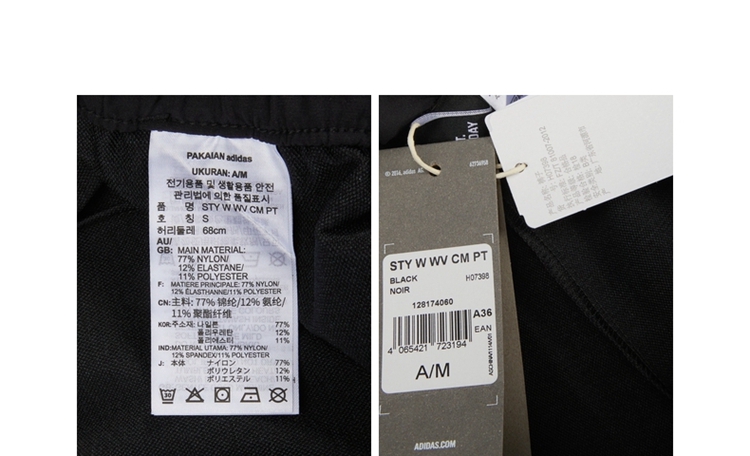 PAKAIAN adidas
UKURAN: A/M
전기용품 및 생활용품 안전
관리법에 의한 품질표시
品 명 STY W WV CM PT
호 칭 S
허리둘레 68cm
AU/
GB: MAIN MATERIAL:
77% NYLON/
12% ELASTANE/
11% POLYESTER
F: MATIERE PRINCIPALE: 77% NYLON/
12% ÉLASTHANNE/11% POLYESTER
CN: 主料: 77% 锦纶/12% 氨纶/
11% 聚酯纤维
KOR: 주소재: 나일론 77%
폴리우레탄 12%
폴리에스터 11%
IND: MATERIAL UTAMA: 77% NYLON/
12% SPANDEX/11% POLYESTER
J: 本体 ナイロン 77%
ポリウレタン 12%
ポリエステル 11%
30
DAY
STY W WV CM PT
BLACK H07398
NOIR
128174060
A36
EAN
4 065421 723194
A/M
ADIDAS.COM